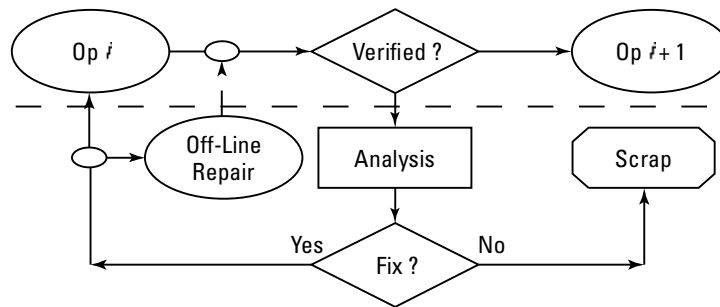 Op i
Verified ?
Op i + 1
Off-Line
Repair
Analysis
Scrap
Yes
Fix ?
No